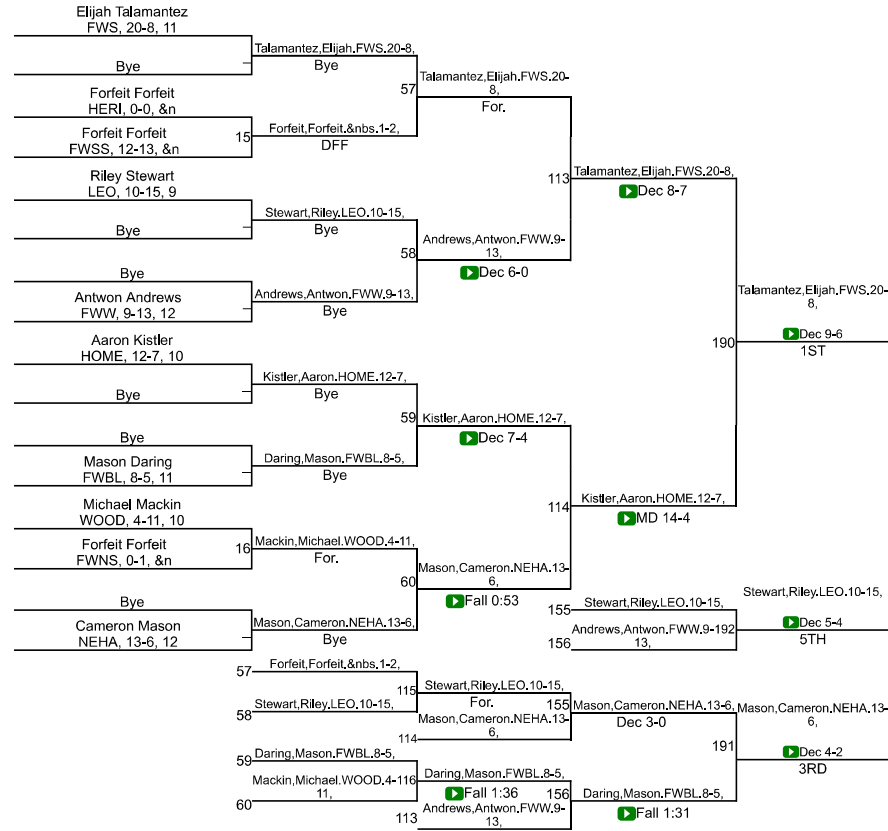 Elijah Talamantez
FWS, 20-8, 11
Talamantez,Elijah.FWS.20-8,
Bye
Bye
57
Talamantez,Elijah.FWS.20-
8,
For.
Forfeit Forfeit
HERI, 0-0, &n
15
Forfeit,Forfeit.&nbs.1-2,
DFF
Forfeit Forfeit
FWSS, 12-13, &n
113
Talamantez,Elijah.FWS.20-8,
Dec 8-7
Riley Stewart
LEO, 10-15, 9
Stewart,Riley.LEO.10-15,
Bye
Bye
58
Andrews,Antwon.FWW.9-
13,
Dec 6-0
Bye
Andrews,Antwon.FWW.9-13,
Bye
Antwon Andrews
FWW, 9-13, 12
190
Talamantez,Elijah.FWS.20-
8,
Dec 9-6
1ST
Aaron Kistler
HOME, 12-7, 10
Kistler,Aaron.HOME.12-7,
Bye
Bye
59
Kistler,Aaron.HOME.12-7,
Dec 7-4
Bye
Daring,Mason.FWBL.8-5,
Bye
Mason Daring
FWBL, 8-5, 11
114
Kistler,Aaron.HOME.12-7,
MD 14-4
Michael Mackin
WOOD, 4-11, 10
16
Mackin,Michael.WOOD.4-11,
For.
Forfeit Forfeit
FWNS, 0-1, &n
60
Mason,Cameron.NEHA.13-
6,
Fall 0:53
Bye
Mason,Cameron.NEHA.13-6,
Bye
Cameron Mason
NEHA, 13-6, 12
155
Stewart,Riley.LEO.10-15,
156
Andrews,Antwon.FWW.9-192
13,
Stewart,Riley.LEO.10-15,
Dec 5-4
5TH
57
Forfeit,Forfeit.&nbs.1-2,
58
Stewart,Riley.LEO.10-15,
115
Stewart,Riley.LEO.10-15,
For.
114
Mason,Cameron.NEHA.13-
6,
155
Mason,Cameron.NEHA.13-6,
Dec 3-0
59
Daring,Mason.FWBL.8-5,
60
Mackin,Michael.WOOD.4-116
11,
Daring,Mason.FWBL.8-5,
Fall 1:36
113
Andrews,Antwon.FWW.9-
13,
156
Daring,Mason.FWBL.8-5,
Fall 1:31
191
Mason,Cameron.NEHA.13-
6,
Dec 4-2
3RD